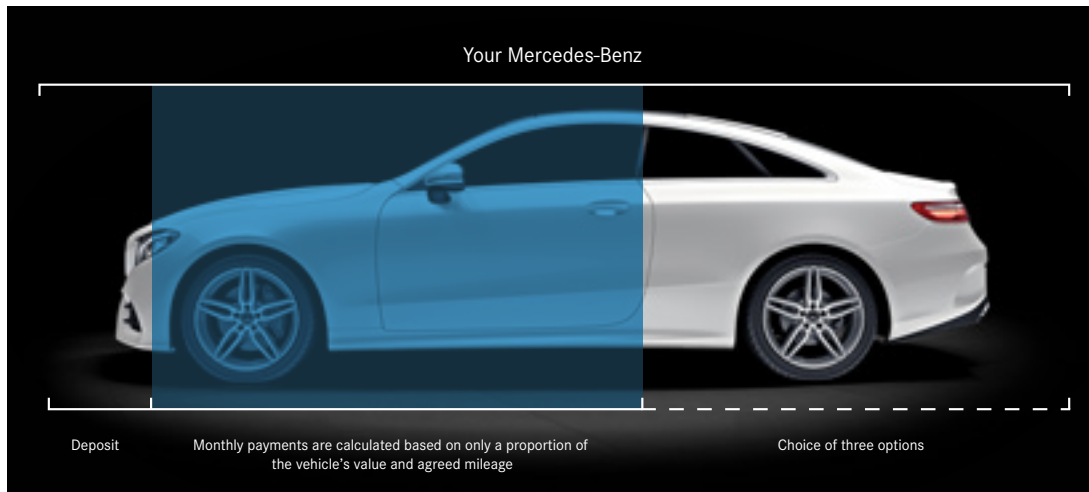 Your Mercedes-Benz
Deposit
Monthly payments are calculated based on only a proportion of
the vehicle's value and agreed mileage
Choice of three options